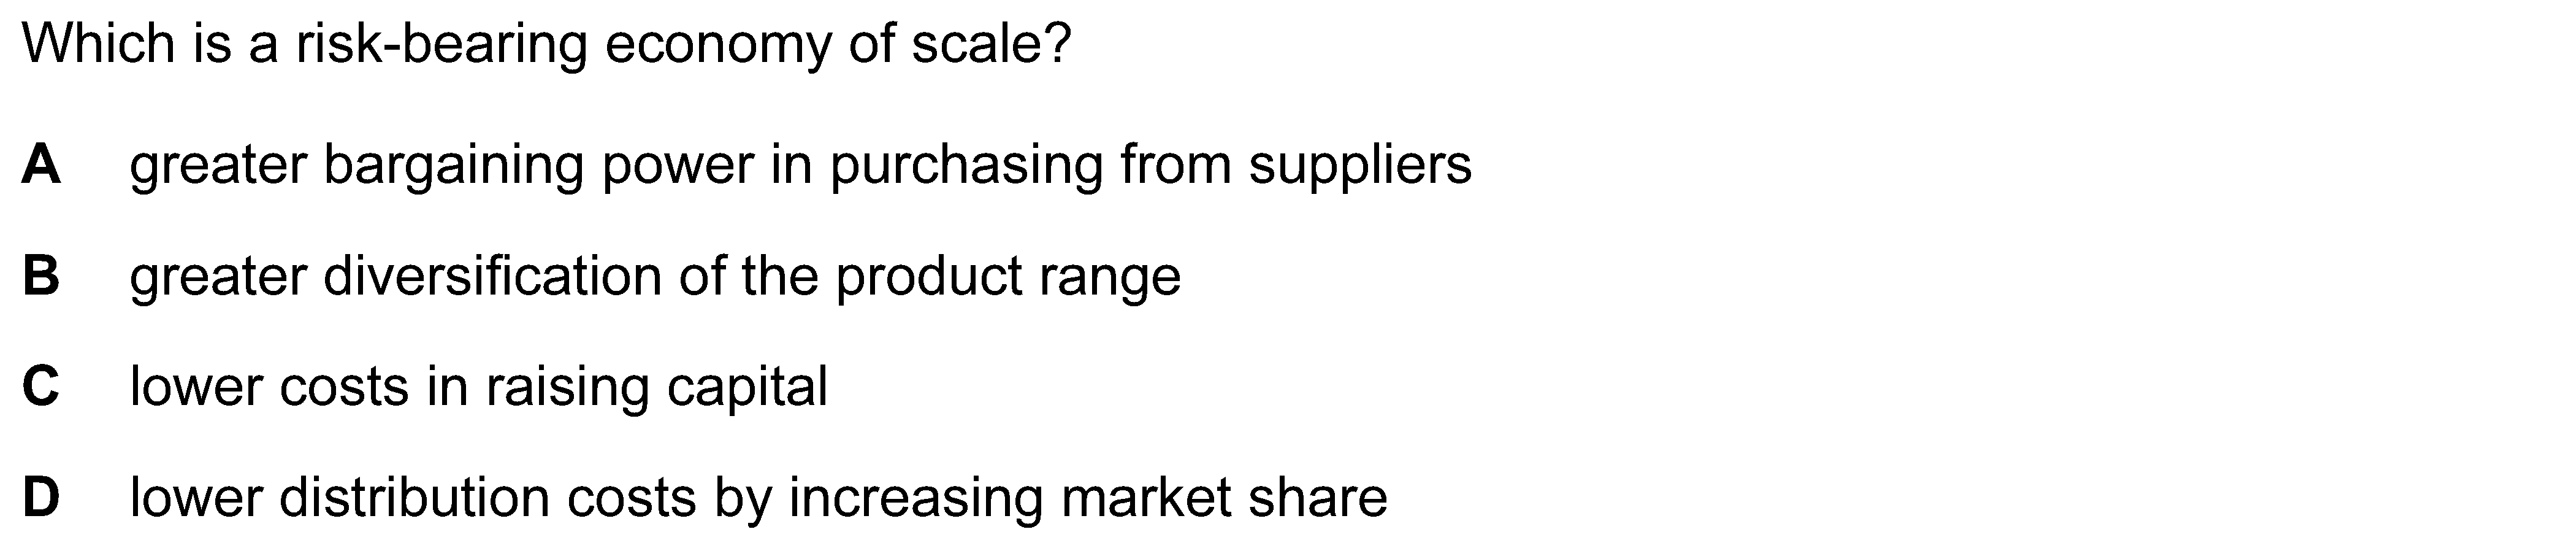 Which is a risk-bearing economy of scale?
A greater bargaining power in purchasing from suppliers
B greater diversification of the product range
C lower costs in raising capital
D lower distribution costs by increasing market share